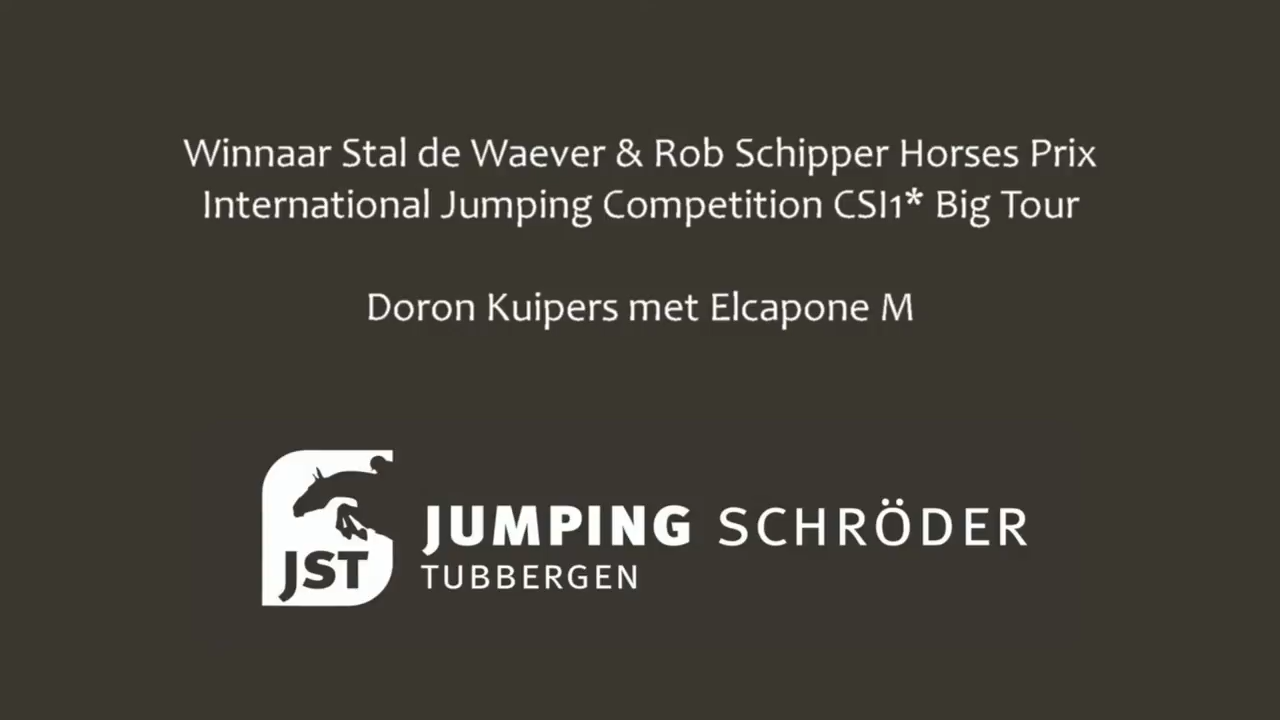 Winnaar Stal de Waever & Rob Schipper Horses Prix
International Jumping Competition CSI1* Big Tour
Doron Kuipers met Elcapone M
JST
JUMPING SCHRÖDER
TUBBERGEN